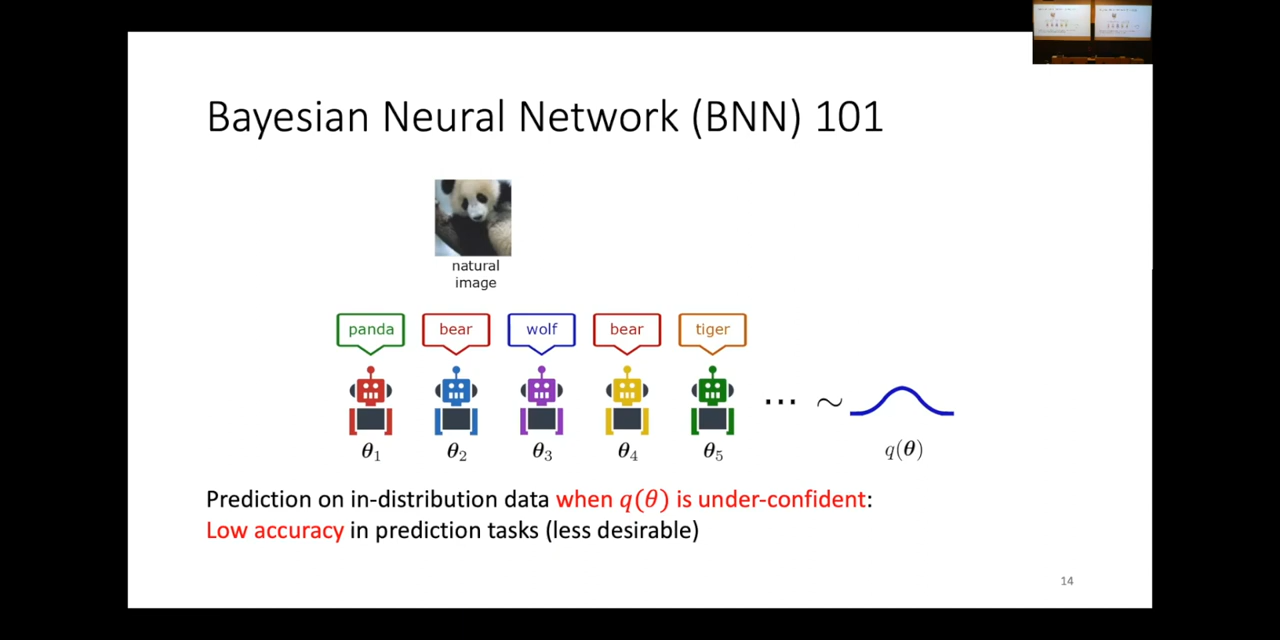 Bayesian Neural Network (BNN) 101
natural
image
panda bear wolf bear tiger
... ~
θ₁ θ₂ θ₃ θ₄ θ₅ q(θ)
Prediction on in-distribution data when q(θ) is under-confident:
Low accuracy in prediction tasks (less desirable)
14